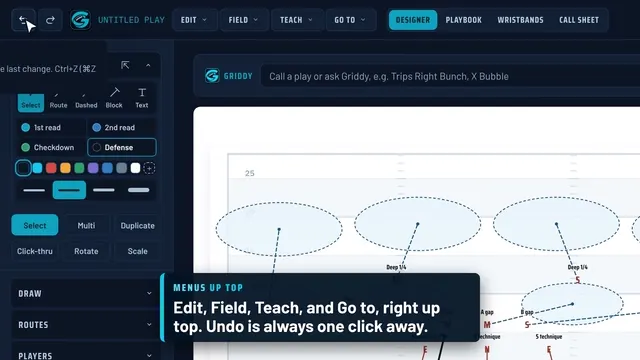 UNTITLED PLAY
EDIT
FIELD
TEACH
GO TO
DESIGNER
PLAYBOOK
WRISTBANDS
CALL SHEET
e last change. Ctrl+Z (⌘Z
Select
Route
Dashed
Block
Text
1st read
2nd read
Checkdown
Defense
Select
Multi
Duplicate
Click-thru
Rotate
Scale
DRAW
ROUTES
PLAYERS
GRIDDY
Call a play or ask Griddy, e.g. Trips Right Bunch, X Bubble
25
Deep 1/4
Deep 1/4
S
A gap
B gap
M
S
technique
5 technique
E
N
E
MENUS UP TOP
Edit, Field, Teach, and Go to, right up
top. Undo is always one click away.